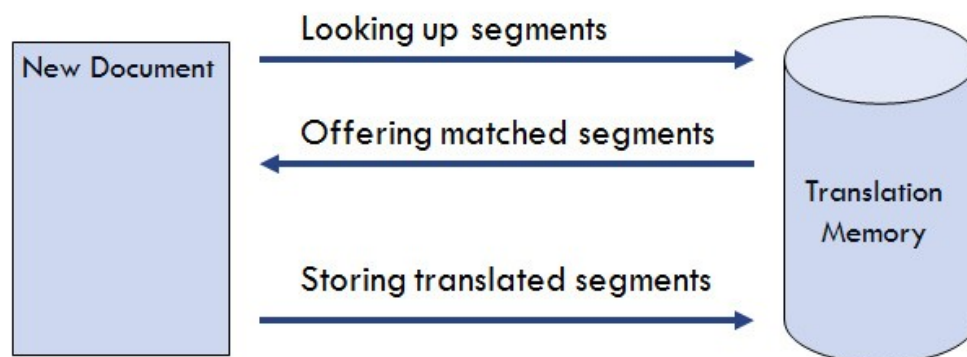 Looking up segments
New Document
Offering matched segments
Translation
Memory
Storing translated segments